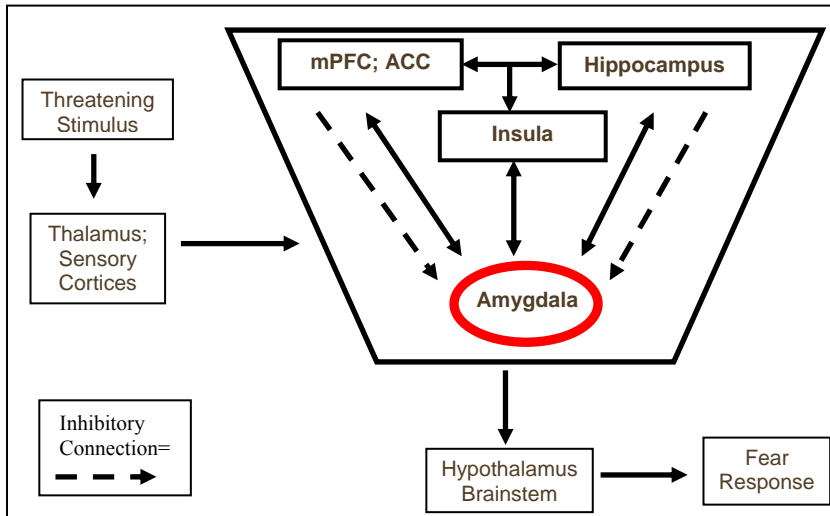 mPFC; ACC
Hippocampus
Threatening
Stimulus
Insula
Thalamus;
Sensory
Cortices
Amygdala
Inhibitory
Connection=
Hypothalamus
Brainstem
Fear
Response